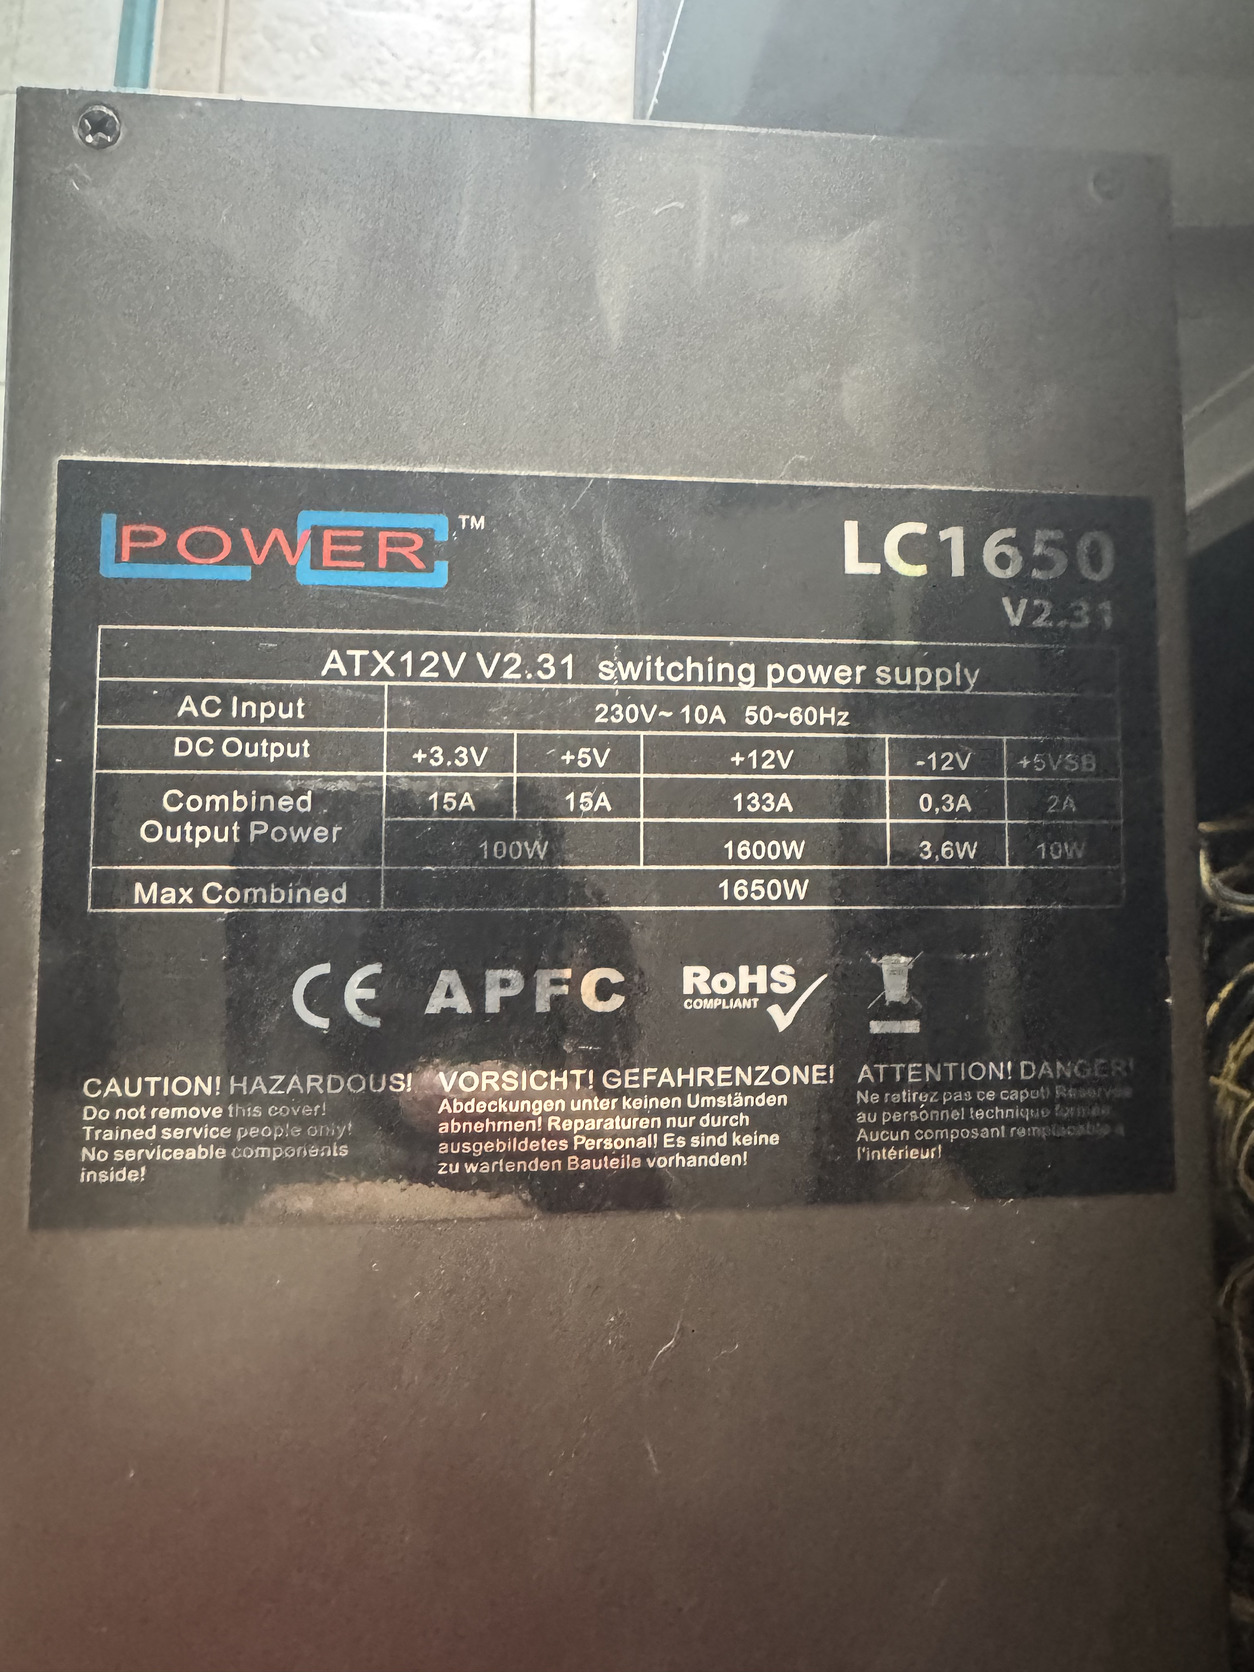 LC POWER™
LC1650
V2.31
ATX12V V2.31 switching power supply
AC Input 230V~ 10A 50~60Hz
DC Output +3.3V +5V +12V -12V +5VSB
Combined Output Power 15A 15A 133A 0,3A 2A
100W 1600W 3,6W 10W
Max Combined 1650W
CE APFC RoHS
COMPLIANT
CAUTION! HAZARDOUS!
Do not remove this cover!
Trained service people only!
No serviceable components
inside!
VORSICHT! GEFAHRENZONE!
Abdeckungen unter keinen Umständen
abnehmen! Reparaturen nur durch
ausgebildetes Personal! Es sind keine
zu wartenden Bauteile vorhanden!
ATTENTION! DANGER!
Ne retirez pas ce capot! Reservée
au personnel technique formée
Aucun composant remplacable a
l'intérieur!